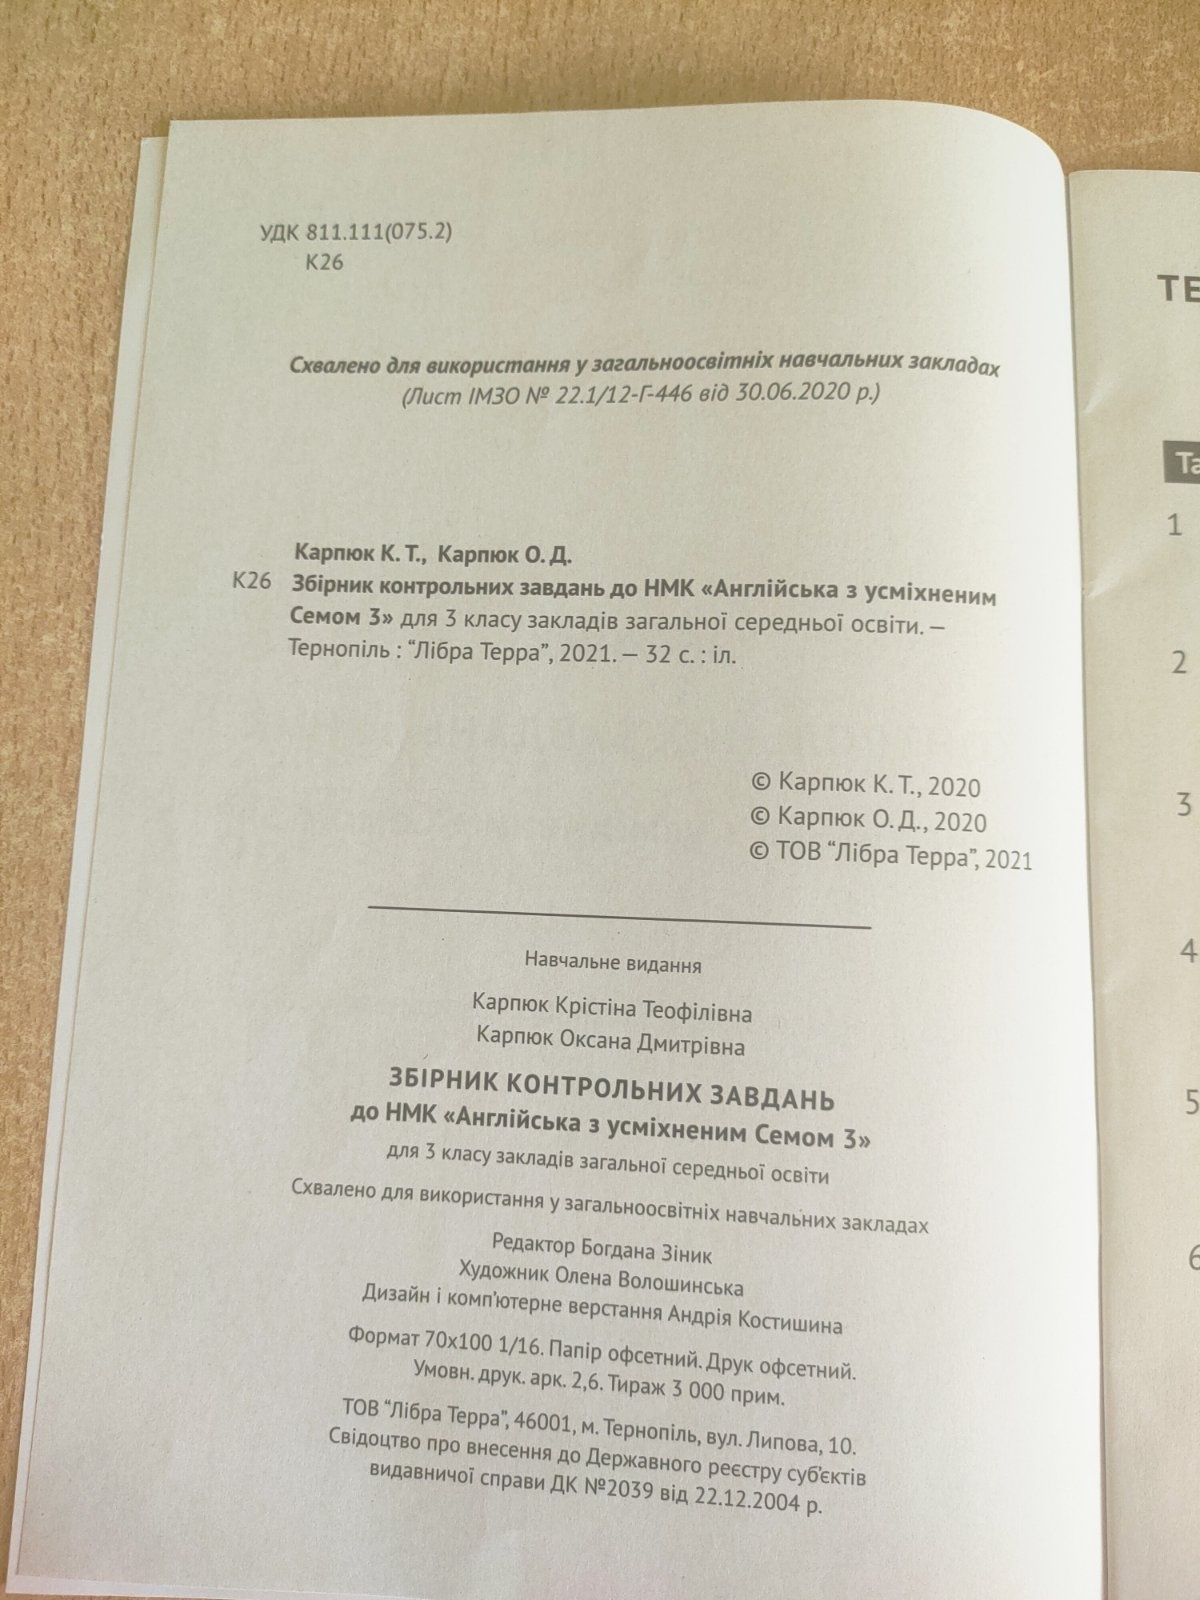 УДК 811.111(075.2)
К26
Схвалено для використання у загальноосвітніх навчальних закладах
(Лист ІМЗО № 22.1/12-Г-446 від 30.06.2020 р.)
Карпюк К. Т., Карпюк О. Д.
К26 Збірник контрольних завдань до НМК «Англійська з усміхненим
Семом 3» для 3 класу закладів загальної середньої освіти. —
Тернопіль : “Лібра Терра”, 2021. — 32 с. : іл.
© Карпюк К. Т., 2020
© Карпюк О. Д., 2020
© ТОВ “Лібра Терра”, 2021
Навчальне видання
Карпюк Крістіна Теофілівна
Карпюк Оксана Дмитрівна
ЗБІРНИК КОНТРОЛЬНИХ ЗАВДАНЬ
до НМК «Англійська з усміхненим Семом 3»
для 3 класу закладів загальної середньої освіти
Схвалено для використання у загальноосвітніх навчальних закладах
Редактор Богдана Зіник
Художник Олена Волошинська
Дизайн і комп’ютерне верстання Андрія Костишина
Формат 70х100 1/16. Папір офсетний. Друк офсетний.
Умовн. друк. арк. 2,6. Тираж 3 000 прим.
ТОВ “Лібра Терра”, 46001, м. Тернопіль, вул. Липова, 10.
Свідоцтво про внесення до Державного реєстру суб’єктів
видавничої справи ДК №2039 від 22.12.2004 р.
1
2
3
4
5
6